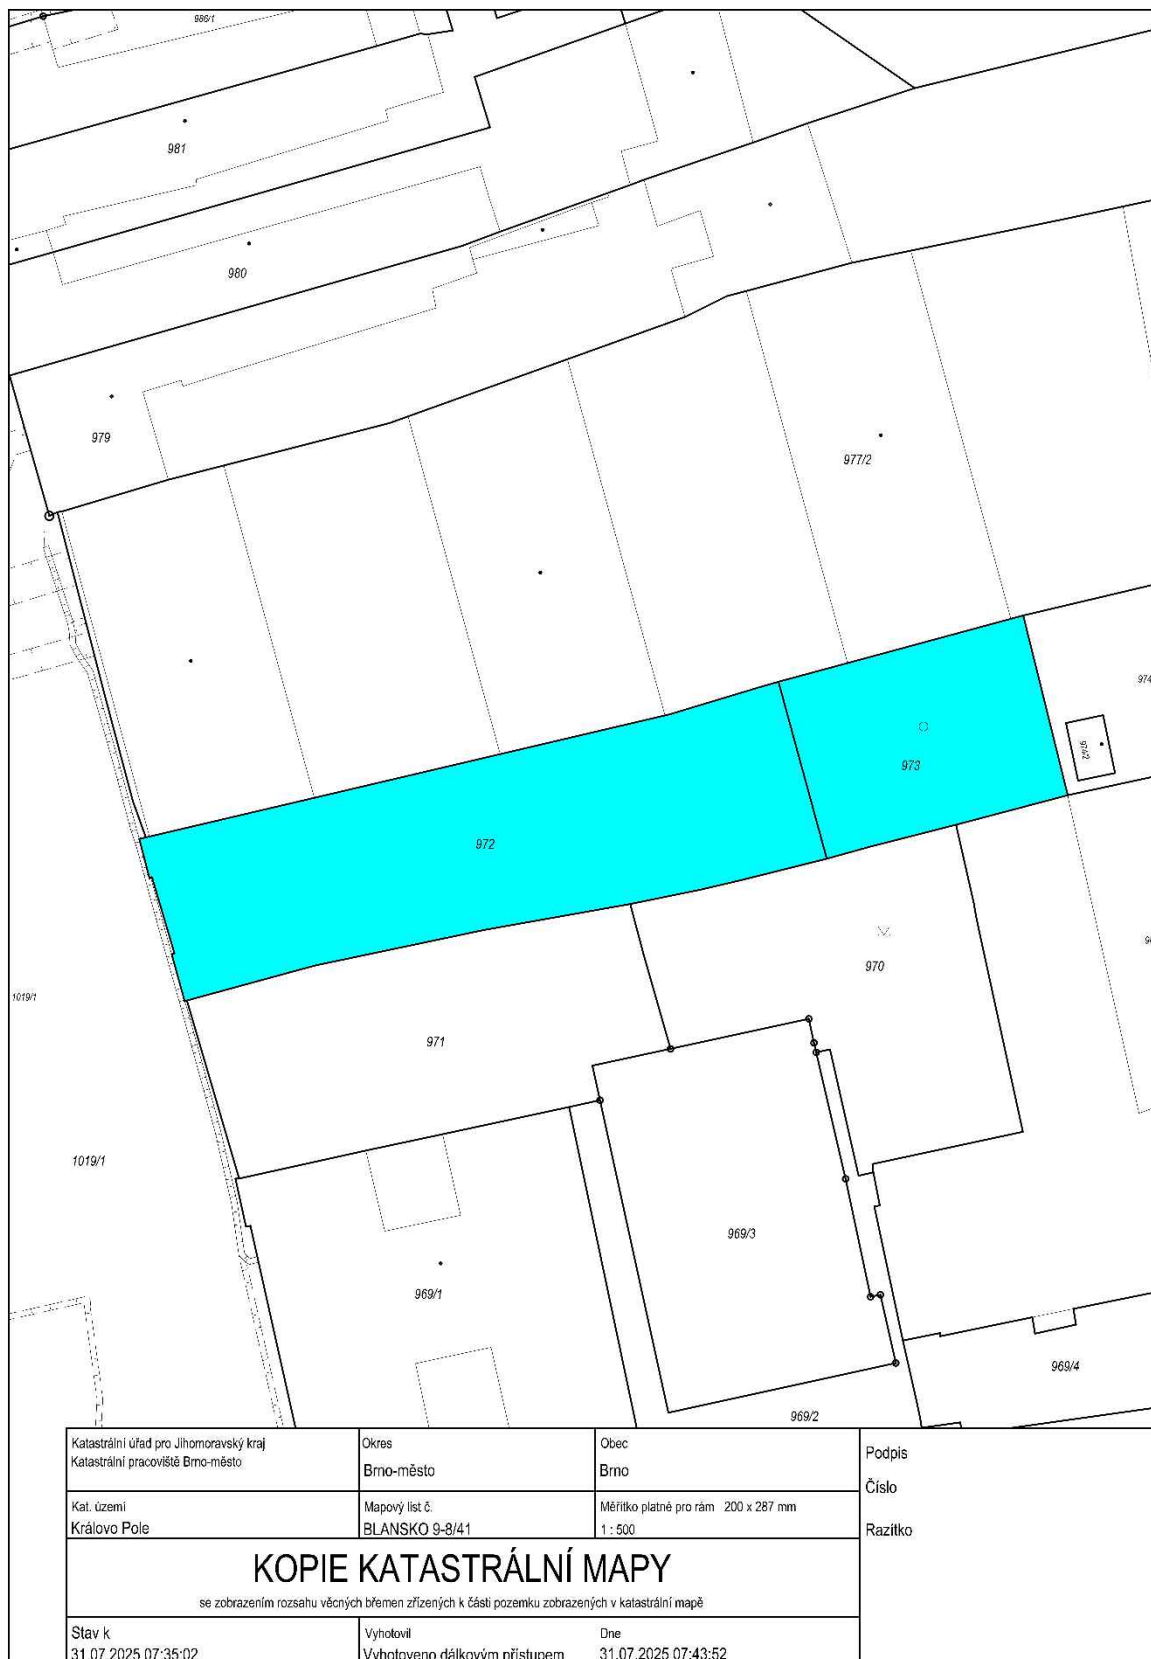 986/1
981
980
979
977/2
974/2
973
972
970
1019/1
971
1019/1
969/3
969/1
969/4
969/2
Katastrální úřad pro Jihomoravský kraj
Katastrální pracoviště Brno-město
Okres
Brno-město
Obec
Brno
Podpis
Číslo
Razítko
Kat. území
Královo Pole
Mapový list č.
BLANSKO 9-8/41
Měřítko platné pro rám 200 x 287 mm
1 : 500
KOPIE KATASTRÁLNÍ MAPY
se zobrazením rozsahu věcných břemen zřízených k části pozemku zobrazených v katastrální mapě
Stav k
31.07.2025 07:35:02
Vyhotovil
Vyhotoveno dálkovým přístupem
Dne
31.07.2025 07:43:52